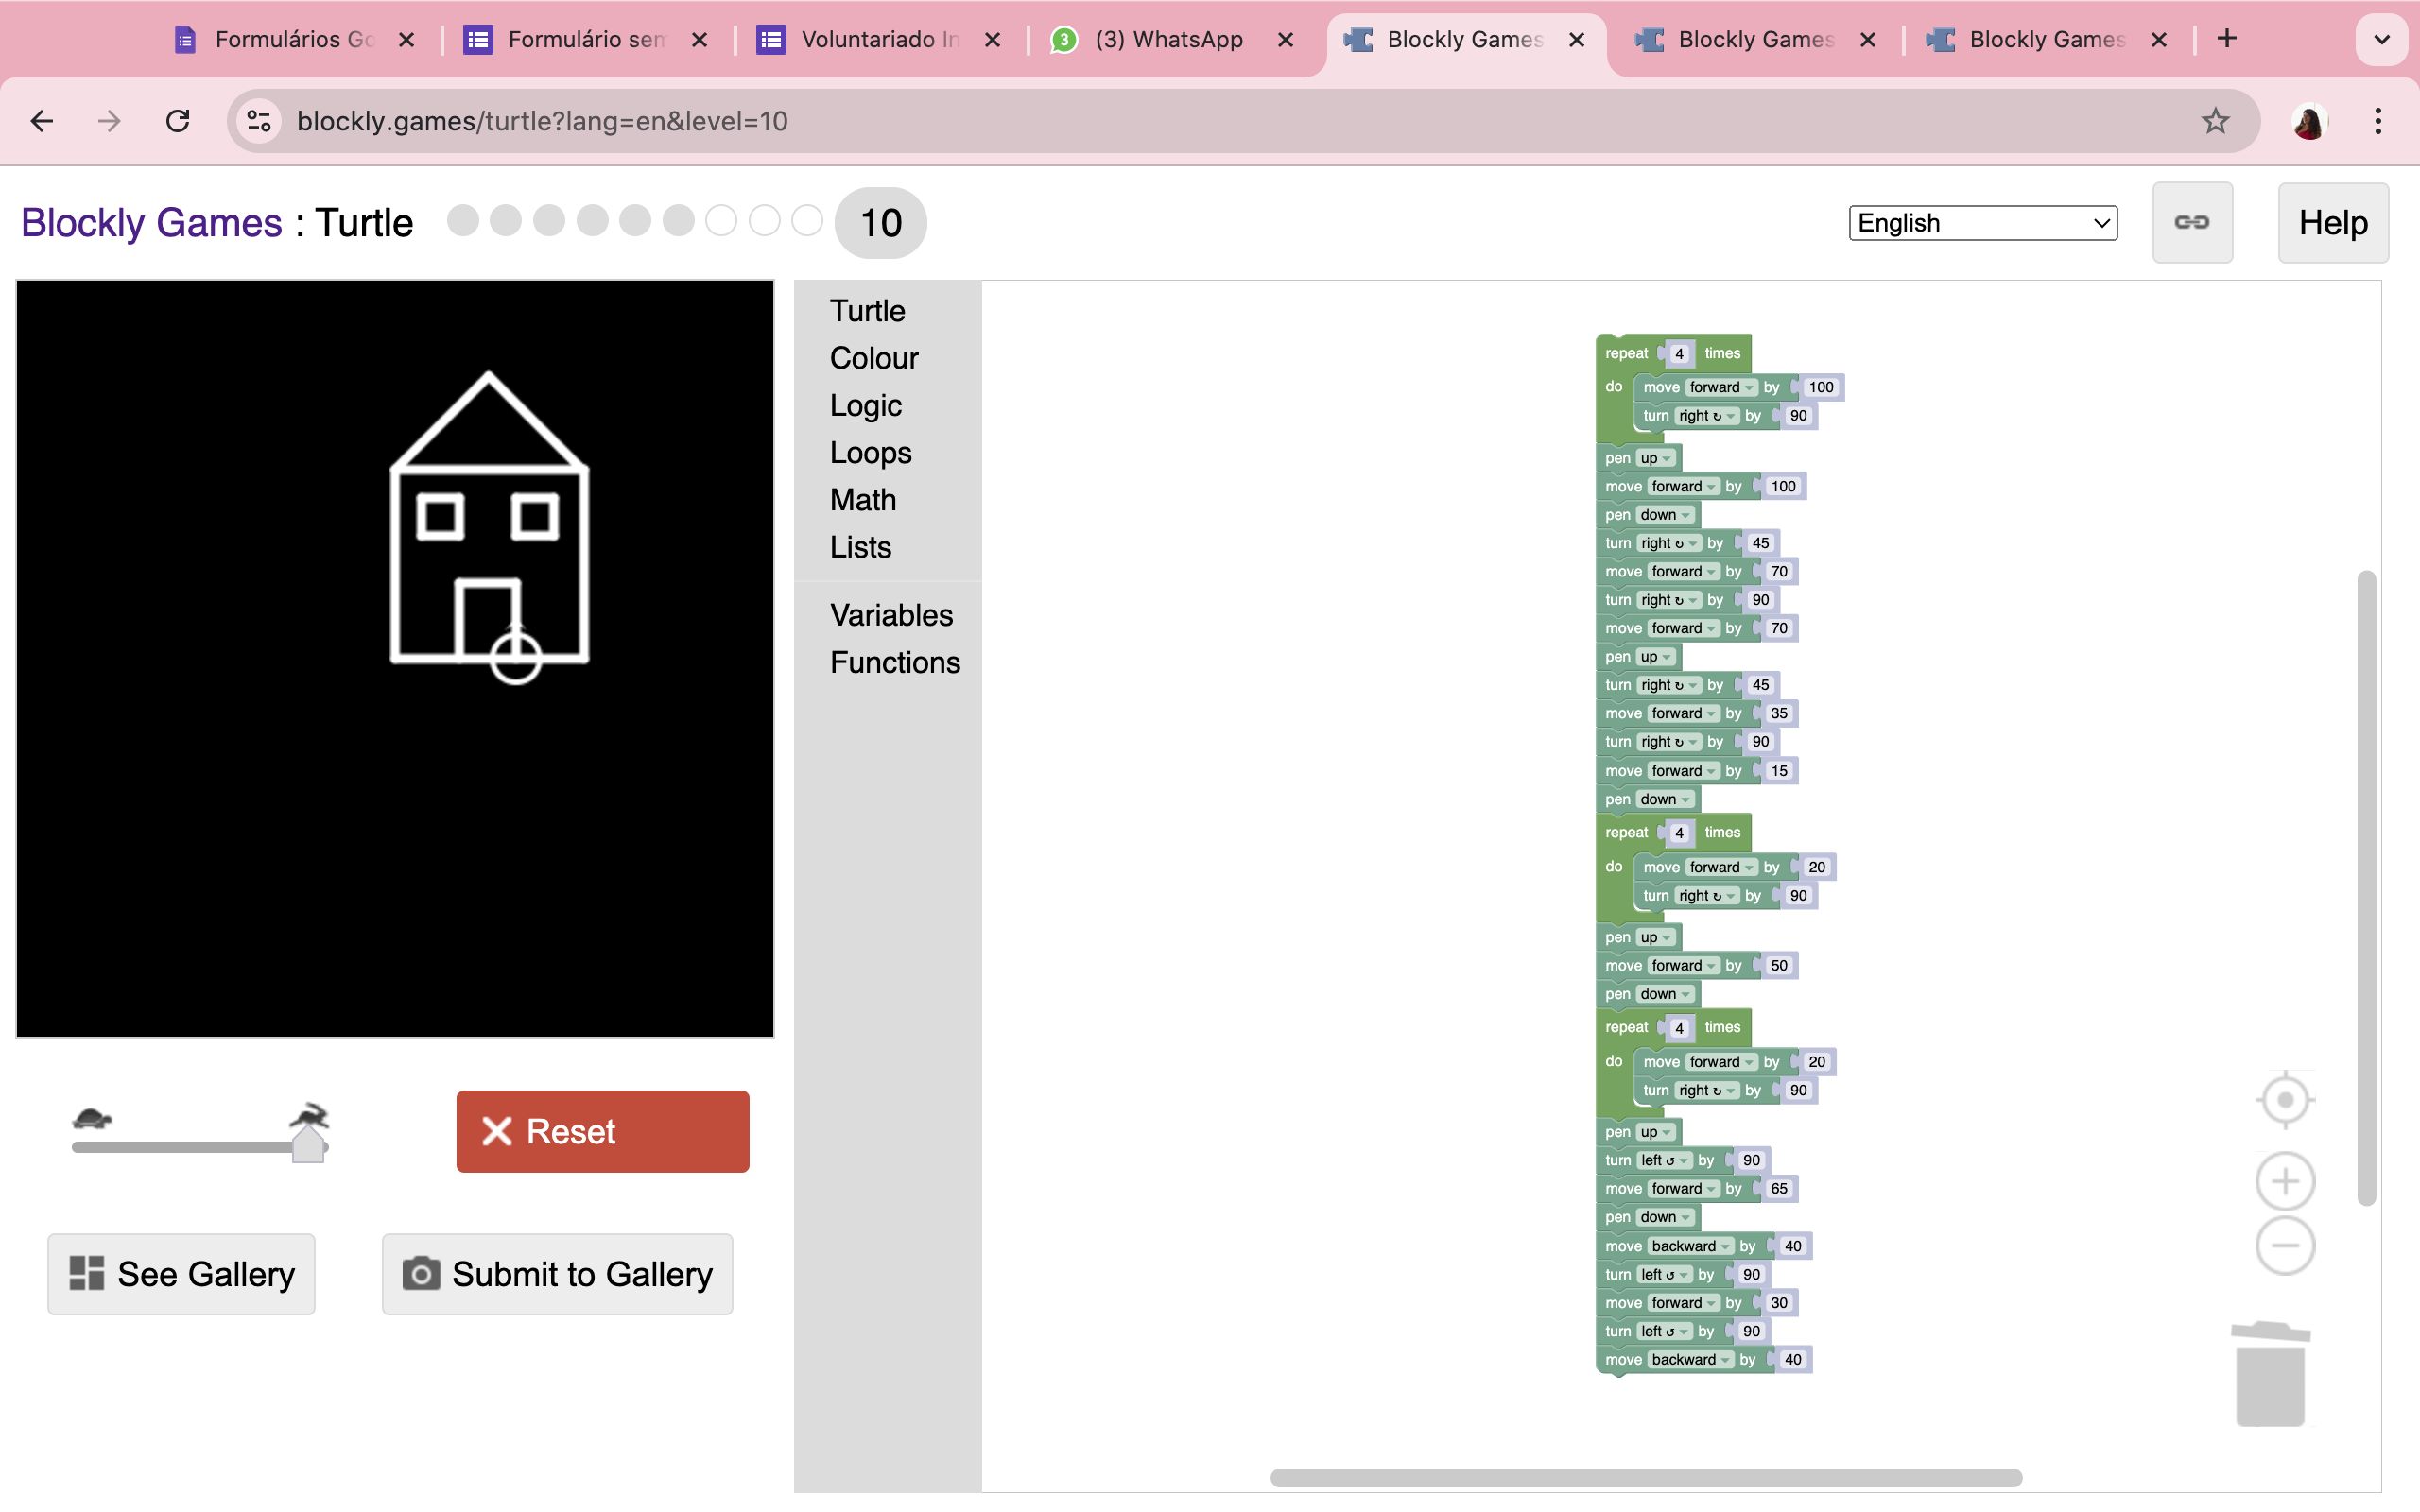 Formulários Go
Formulário sem
Voluntariado In
3 (3) WhatsApp
Blockly Games
Blockly Games
Blockly Games
blockly.games/turtle?lang=en&level=10
Blockly Games : Turtle 10
English
Help
Turtle
Colour
Logic
Loops
Math
Lists
Variables
Functions
repeat 4 times
do move forward by 100
turn right ↻ by 90
pen up
move forward by 100
pen down
turn right ↻ by 45
move forward by 70
turn right ↻ by 90
move forward by 70
pen up
turn right ↻ by 45
move forward by 35
turn right ↻ by 90
move forward by 15
pen down
repeat 4 times
do move forward by 20
turn right ↻ by 90
pen up
move forward by 50
pen down
repeat 4 times
do move forward by 20
turn right ↻ by 90
pen up
turn left ↺ by 90
move forward by 65
pen down
move backward by 40
turn left ↺ by 90
move forward by 30
turn left ↺ by 90
move backward by 40
Reset
See Gallery
Submit to Gallery